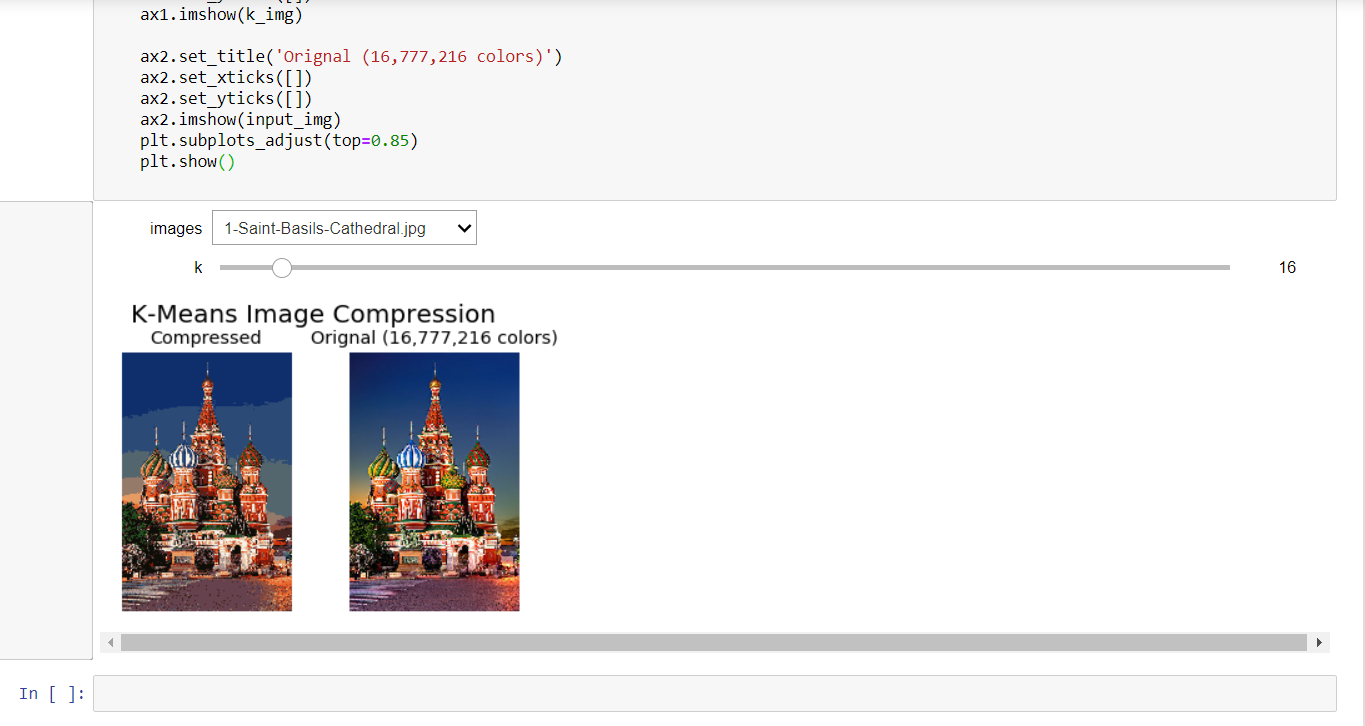 ax1.imshow(k_img)
ax2.set_title('Orignal (16,777,216 colors)')
ax2.set_xticks([])
ax2.set_yticks([])
ax2.imshow(input_img)
plt.subplots_adjust(top=0.85)
plt.show()
images 1-Saint-Basils-Cathedral.jpg
k 16
K-Means Image Compression
Compressed Orignal (16,777,216 colors)
In [ ]: